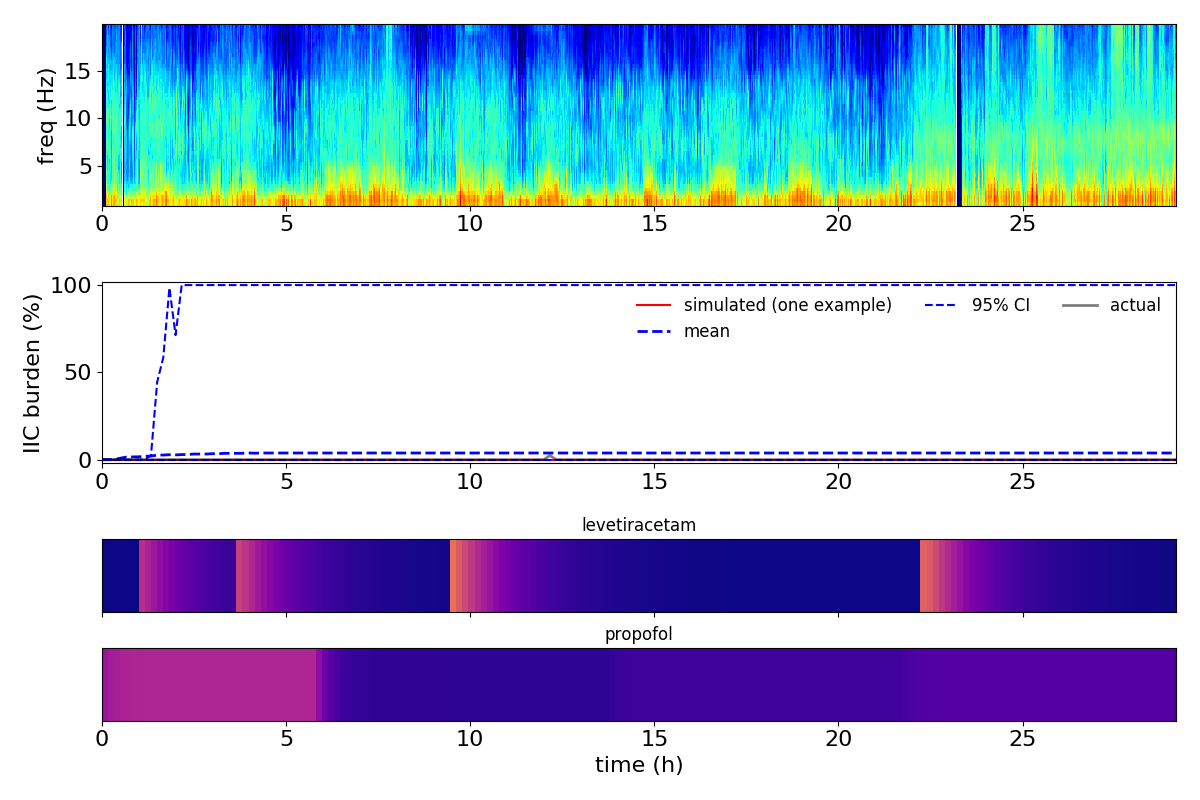 freq (Hz)
15
10
5
0 5 10 15 20 25
IIC burden (%)
100
50
0
simulated (one example) 95% CI actual
mean
0 5 10 15 20 25
levetiracetam
propofol
0 5 10 15 20 25
time (h)